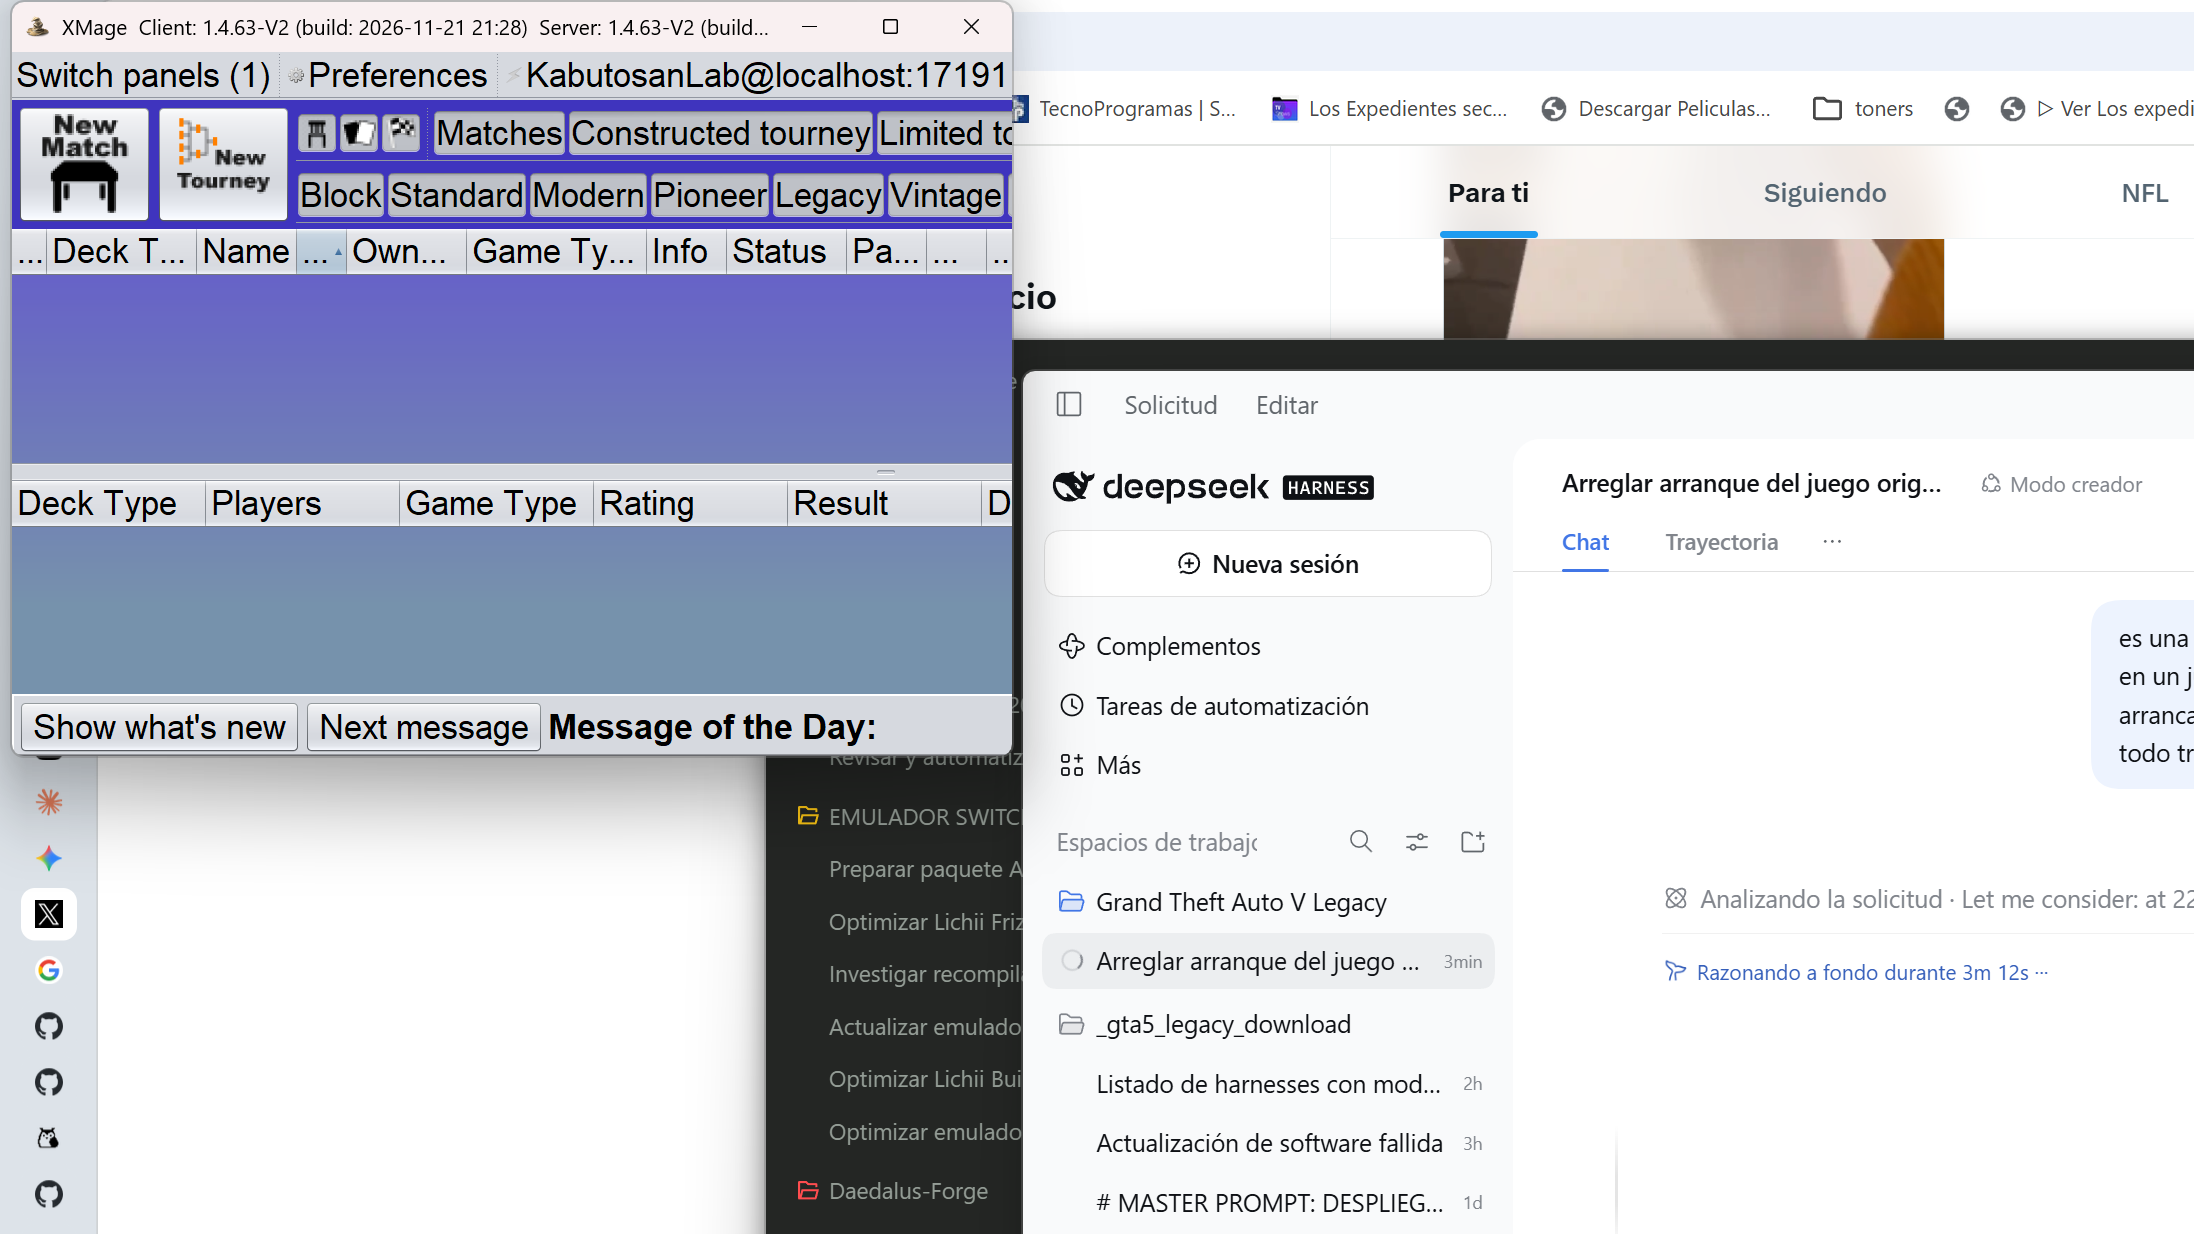 XMage Client: 1.4.63-V2 (build: 2026-11-21 21:28) Server: 1.4.63-V2 (build...
Switch panels (1) Preferences KabutosanLab@localhost:17191
New Match
New Tourney
Matches Constructed tourney Limited to
Block Standard Modern Pioneer Legacy Vintage
... Deck T... Name ... Own... Game Ty... Info Status Pa... ... ..
Deck Type Players Game Type Rating Result D
Show what's new Next message Message of the Day:
TecnoProgramas | S... Los Expedientes sec... Descargar Peliculas... toners ▷ Ver Los expedi
Para ti Siguiendo NFL
cio
Revisar y automatiz
EMULADOR SWITC
Preparar paquete A
Optimizar Lichii Friz
Investigar recompila
Actualizar emulado
Optimizar Lichii Bui
Optimizar emulado
Daedalus-Forge
Solicitud Editar
deepseek HARNESS
Nueva sesión
Complementos
Tareas de automatización
Más
Espacios de trabajo
Grand Theft Auto V Legacy
Arreglar arranque del juego ... 3min
_gta5_legacy_download
Listado de harnesses con mod... 2h
Actualización de software fallida 3h
# MASTER PROMPT: DESPLIEG... 1d
Arreglar arranque del juego orig... Modo creador
Chat Trayectoria ...
es una
en un j
arranca
todo tr
Analizando la solicitud · Let me consider: at 22
Razonando a fondo durante 3m 12s ...